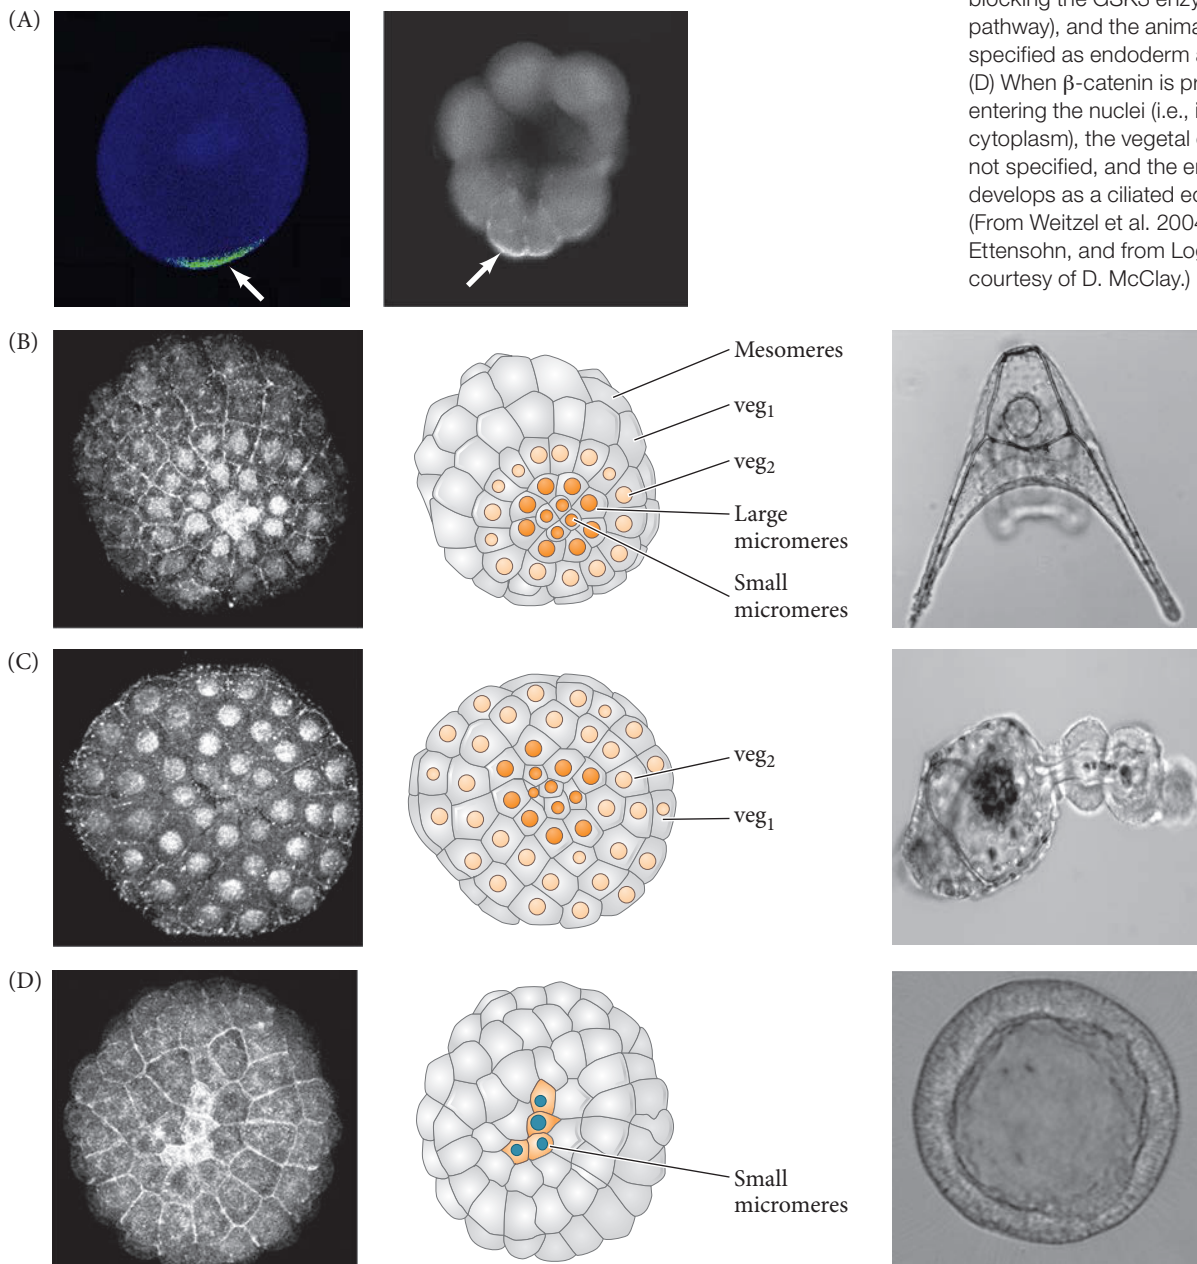 (A)
blocking the GSK3 enzy
pathway), and the anima
specified as endoderm a
(D) When β-catenin is pr
entering the nuclei (i.e., i
cytoplasm), the vegetal c
not specified, and the er
develops as a ciliated ec
(From Weitzel et al. 2004
Ettensohn, and from Log
courtesy of D. McClay.)
(B)
Mesomeres
veg1
veg2
Large
micromeres
Small
micromeres
(C)
veg2
veg1
(D)
Small
micromeres